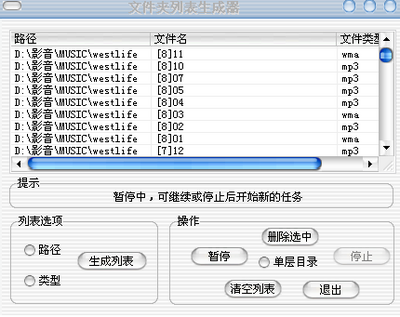 文件夹列表生成器
路径 文件名 文件类型
D:\影音\MUSIC\westlife [8]11 wma
D:\影音\MUSIC\westlife [8]10 mp3
D:\影音\MUSIC\westlife [8]07 mp3
D:\影音\MUSIC\westlife [8]05 mp3
D:\影音\MUSIC\westlife [8]04 mp3
D:\影音\MUSIC\westlife [8]03 wma
D:\影音\MUSIC\westlife [8]02 mp3
D:\影音\MUSIC\westlife [8]01 wma
D:\影音\MUSIC\westlife [7]12 mp3
提示
暂停中，可继续或停止后开始新的任务
列表选项
路径
生成列表
类型
操作
删除选中
暂停 单层目录 停止
清空列表 退出